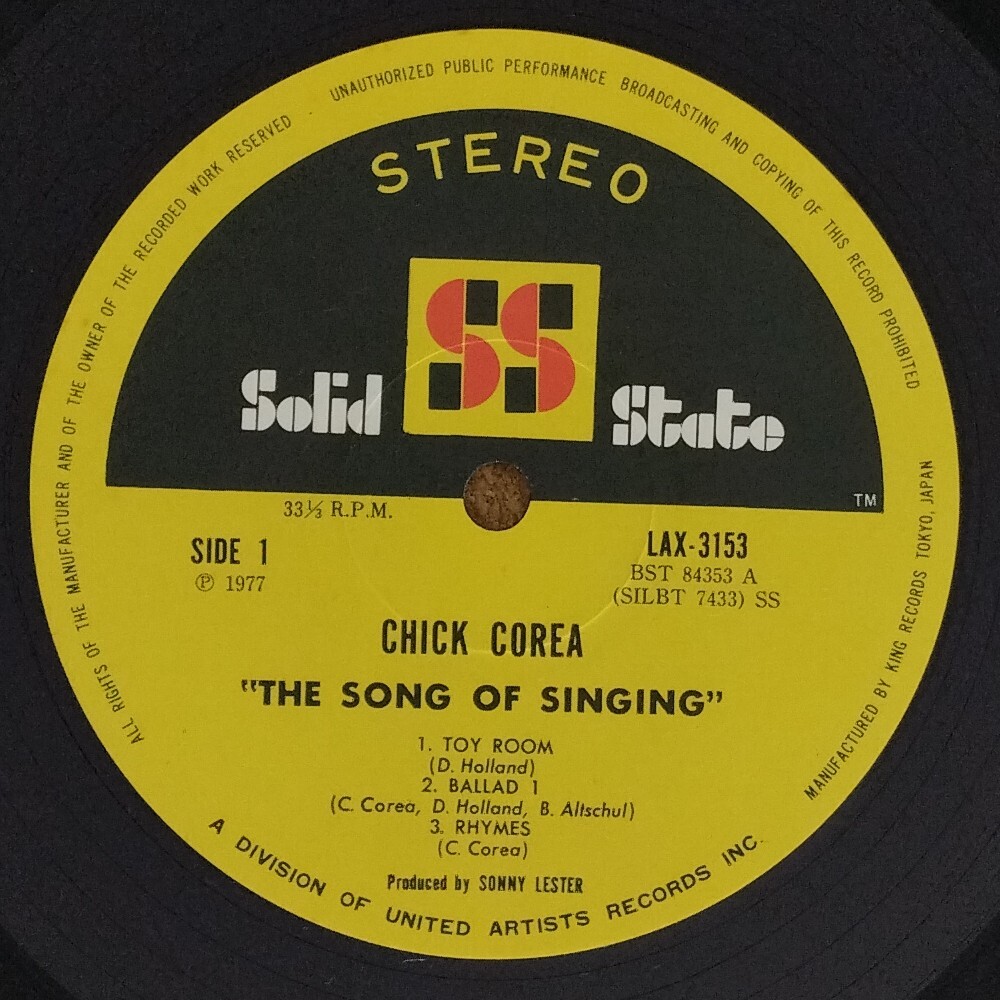 ALL RIGHTS OF THE MANUFACTURER AND OF THE OWNER OF THE RECORDED WORK RESERVED
UNAUTHORIZED PUBLIC PERFORMANCE BROADCASTING AND COPYING OF THIS RECORD PROHIBITED
STEREO
SS
Solid State
TM
33⅓ R.P.M.
SIDE 1
Ⓟ 1977
LAX-3153
BST 84353 A
(SILBT 7433) SS
CHICK COREA
"THE SONG OF SINGING"
1. TOY ROOM
(D. Holland)
2. BALLAD 1
(C. Corea, D. Holland, B. Altschul)
3. RHYMES
(C. Corea)
Produced by SONNY LESTER
A DIVISION OF UNITED ARTISTS RECORDS INC.
MANUFACTURED BY KING RECORDS TOKYO, JAPAN